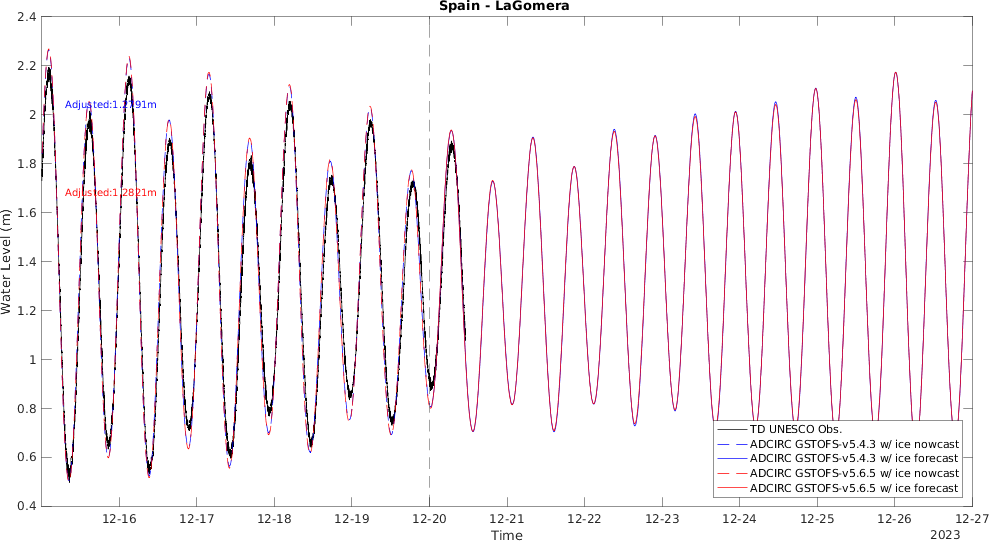 Spain - LaGomera
2.4
2.2
2
1.8
1.6
1.4
1.2
1
0.8
0.6
0.4
Water Level (m)
Adjusted:1.2791m
Adjusted:1.2821m
TD UNESCO Obs.
ADCIRC GSTOFS-v5.4.3 w/ ice nowcast
ADCIRC GSTOFS-v5.4.3 w/ ice forecast
ADCIRC GSTOFS-v5.6.5 w/ ice nowcast
ADCIRC GSTOFS-v5.6.5 w/ ice forecast
12-16 12-17 12-18 12-19 12-20 12-21 12-22 12-23 12-24 12-25 12-26 12-27
Time
2023